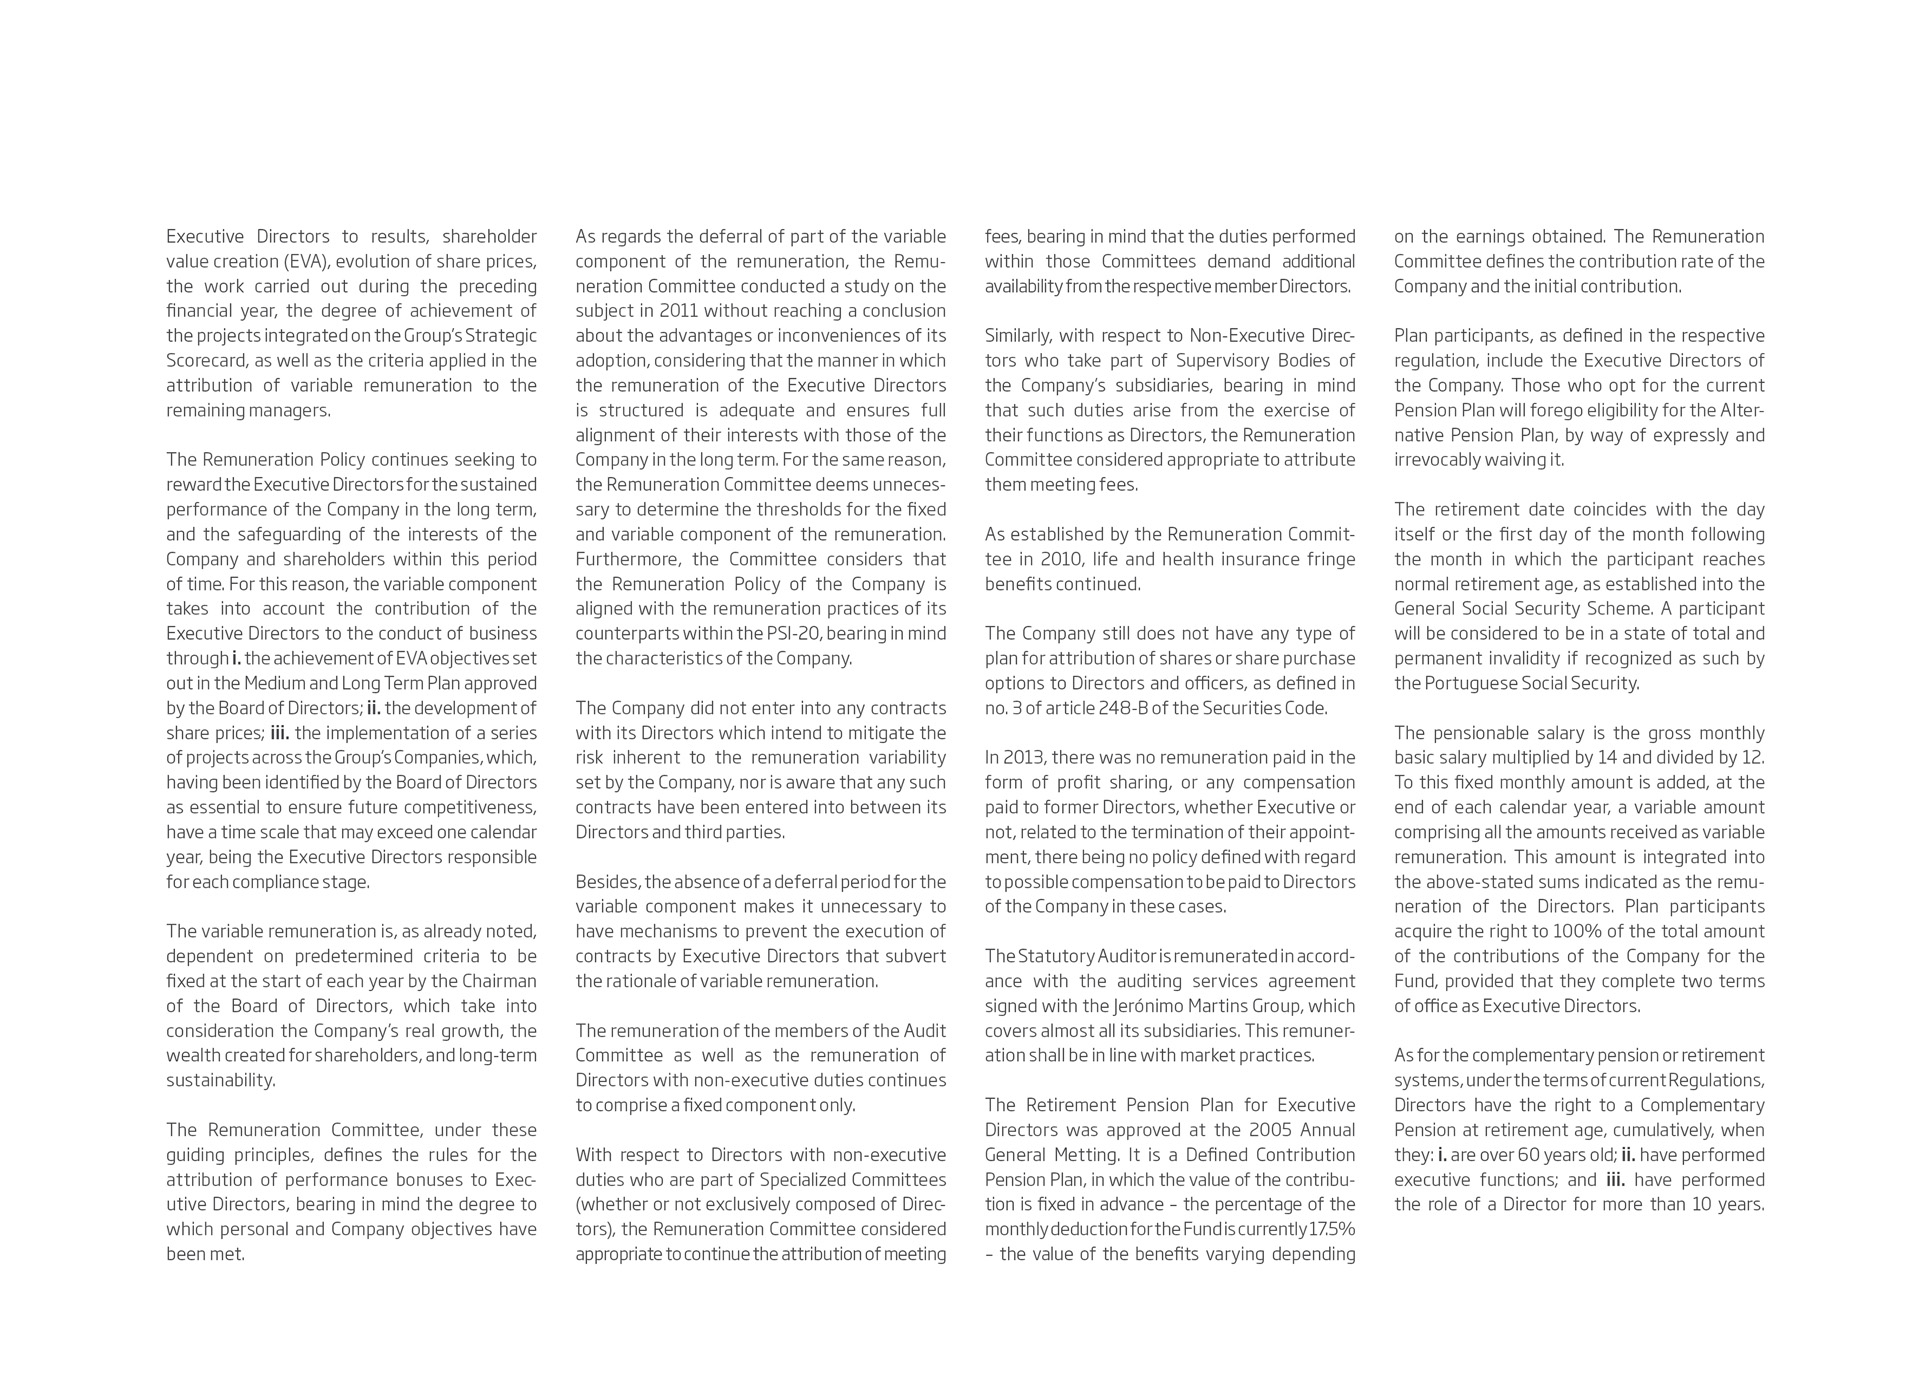 Executive Directors to results, shareholder
value creation (EVA), evolution of share prices,
the work carried out during the preceding
financial year, the degree of achievement of
the projects integrated on the Group's Strategic
Scorecard, as well as the criteria applied in the
attribution of variable remuneration to the
remaining managers.
The Remuneration Policy continues seeking to
reward the Executive Directors for the sustained
performance of the Company in the long term,
and the safeguarding of the interests of the
Company and shareholders within this period
of time. For this reason, the variable component
takes into account the contribution of the
Executive Directors to the conduct of business
through i. the achievement of EVA objectives set
out in the Medium and Long Term Plan approved
by the Board of Directors; ii. the development of
share prices; iii. the implementation of a series
of projects across the Group's Companies, which,
having been identified by the Board of Directors
as essential to ensure future competitiveness,
have a time scale that may exceed one calendar
year, being the Executive Directors responsible
for each compliance stage.
The variable remuneration is, as already noted,
dependent on predetermined criteria to be
fixed at the start of each year by the Chairman
of the Board of Directors, which take into
consideration the Company's real growth, the
wealth created for shareholders, and long-term
sustainability.
The Remuneration Committee, under these
guiding principles, defines the rules for the
attribution of performance bonuses to Exec-
utive Directors, bearing in mind the degree to
which personal and Company objectives have
been met.
As regards the deferral of part of the variable
component of the remuneration, the Remu-
neration Committee conducted a study on the
subject in 2011 without reaching a conclusion
about the advantages or inconveniences of its
adoption, considering that the manner in which
the remuneration of the Executive Directors
is structured is adequate and ensures full
alignment of their interests with those of the
Company in the long term. For the same reason,
the Remuneration Committee deems unneces-
sary to determine the thresholds for the fixed
and variable component of the remuneration.
Furthermore, the Committee considers that
the Remuneration Policy of the Company is
aligned with the remuneration practices of its
counterparts within the PSI-20, bearing in mind
the characteristics of the Company.
The Company did not enter into any contracts
with its Directors which intend to mitigate the
risk inherent to the remuneration variability
set by the Company, nor is aware that any such
contracts have been entered into between its
Directors and third parties.
Besides, the absence of a deferral period for the
variable component makes it unnecessary to
have mechanisms to prevent the execution of
contracts by Executive Directors that subvert
the rationale of variable remuneration.
The remuneration of the members of the Audit
Committee as well as the remuneration of
Directors with non-executive duties continues
to comprise a fixed component only.
With respect to Directors with non-executive
duties who are part of Specialized Committees
(whether or not exclusively composed of Direc-
tors), the Remuneration Committee considered
appropriate to continue the attribution of meeting
fees, bearing in mind that the duties performed
within those Committees demand additional
availability from the respective member Directors.
Similarly, with respect to Non-Executive Direc-
tors who take part of Supervisory Bodies of
the Company's subsidiaries, bearing in mind
that such duties arise from the exercise of
their functions as Directors, the Remuneration
Committee considered appropriate to attribute
them meeting fees.
As established by the Remuneration Commit-
tee in 2010, life and health insurance fringe
benefits continued.
The Company still does not have any type of
plan for attribution of shares or share purchase
options to Directors and officers, as defined in
no. 3 of article 248-B of the Securities Code.
In 2013, there was no remuneration paid in the
form of profit sharing, or any compensation
paid to former Directors, whether Executive or
not, related to the termination of their appoint-
ment, there being no policy defined with regard
to possible compensation to be paid to Directors
of the Company in these cases.
The Statutory Auditor is remunerated in accord-
ance with the auditing services agreement
signed with the Jerónimo Martins Group, which
covers almost all its subsidiaries. This remuner-
ation shall be in line with market practices.
The Retirement Pension Plan for Executive
Directors was approved at the 2005 Annual
General Metting. It is a Defined Contribution
Pension Plan, in which the value of the contribu-
tion is fixed in advance – the percentage of the
monthly deduction for the Fund is currently 17.5%
– the value of the benefits varying depending
on the earnings obtained. The Remuneration
Committee defines the contribution rate of the
Company and the initial contribution.
Plan participants, as defined in the respective
regulation, include the Executive Directors of
the Company. Those who opt for the current
Pension Plan will forego eligibility for the Alter-
native Pension Plan, by way of expressly and
irrevocably waiving it.
The retirement date coincides with the day
itself or the first day of the month following
the month in which the participant reaches
normal retirement age, as established into the
General Social Security Scheme. A participant
will be considered to be in a state of total and
permanent invalidity if recognized as such by
the Portuguese Social Security.
The pensionable salary is the gross monthly
basic salary multiplied by 14 and divided by 12.
To this fixed monthly amount is added, at the
end of each calendar year, a variable amount
comprising all the amounts received as variable
remuneration. This amount is integrated into
the above-stated sums indicated as the remu-
neration of the Directors. Plan participants
acquire the right to 100% of the total amount
of the contributions of the Company for the
Fund, provided that they complete two terms
of office as Executive Directors.
As for the complementary pension or retirement
systems, under the terms of current Regulations,
Directors have the right to a Complementary
Pension at retirement age, cumulatively, when
they: i. are over 60 years old; ii. have performed
executive functions; and iii. have performed
the role of a Director for more than 10 years.